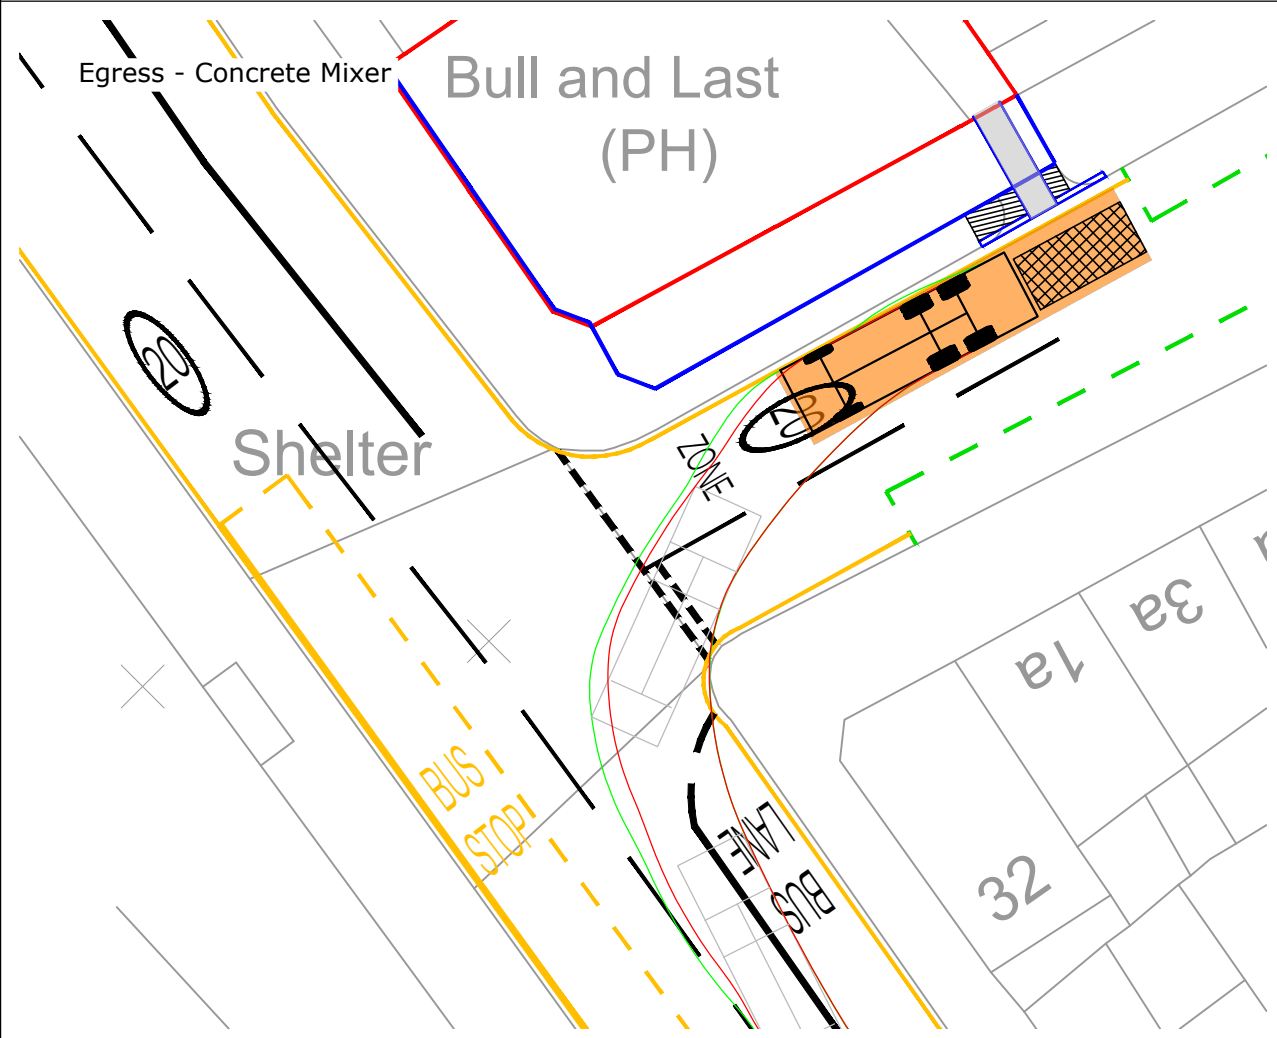 Egress - Concrete Mixer
Bull and Last
(PH)
20
Shelter
20
ZONE
3a
1a
BUS
STOP
LANE
BUS
32